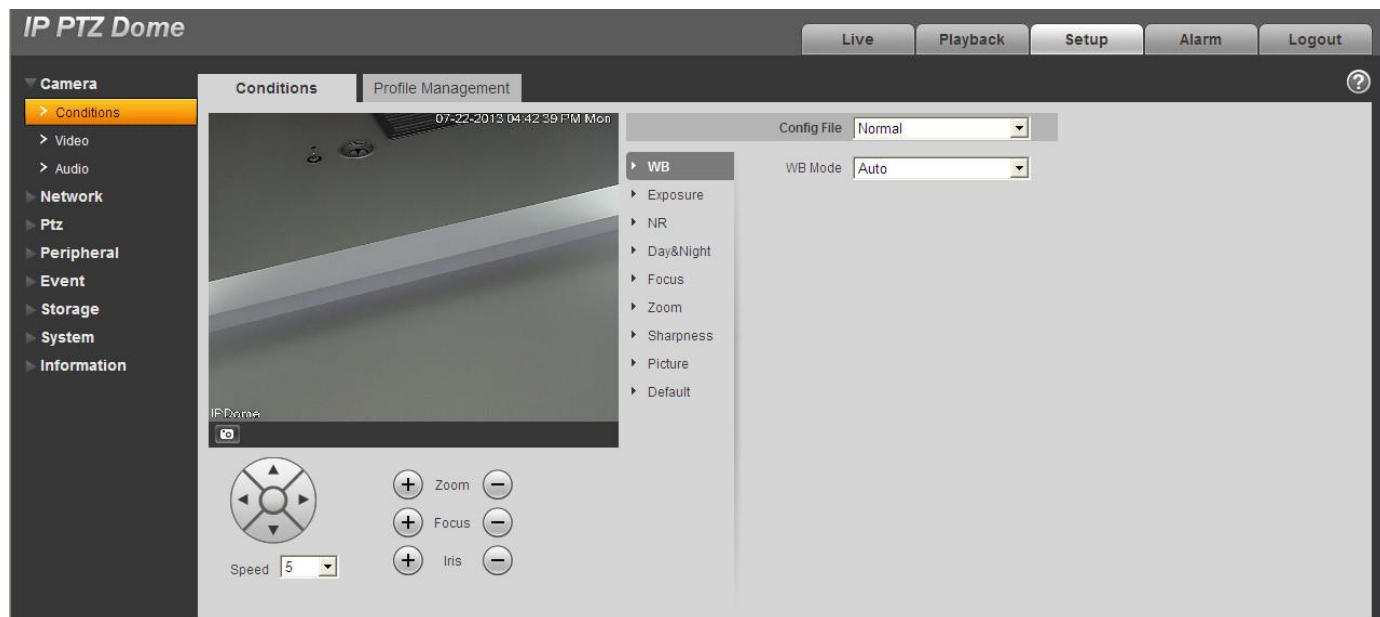 IP PTZ Dome
Live
Playback
Setup
Alarm
Logout
?
Camera
> Conditions
> Video
> Audio
Network
Ptz
Peripheral
Event
Storage
System
Information
Conditions
Profile Management
07-22-2013 04:42:39 PM Mon
IP Dome
Config File Normal
WB
Exposure
NR
Day&Night
Focus
Zoom
Sharpness
Picture
Default
WB Mode Auto
+ Zoom −
+ Focus −
+ Iris −
Speed 5